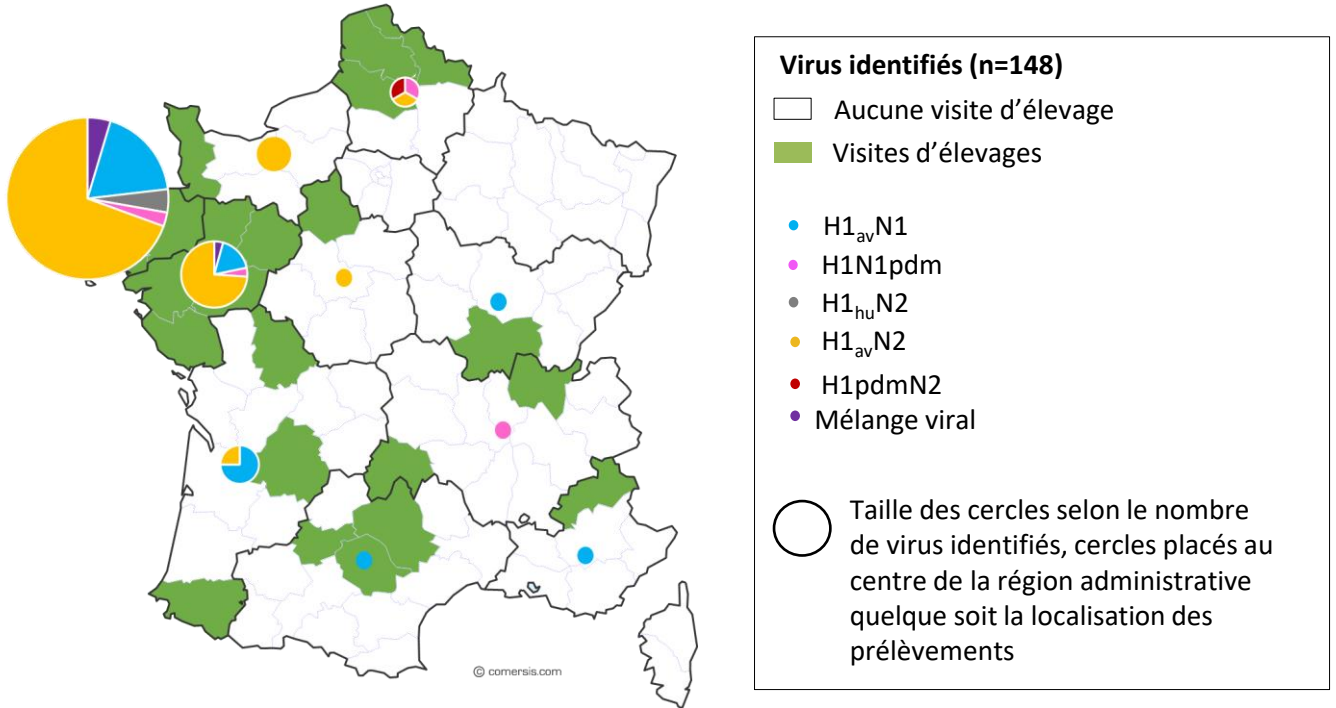 Virus identifiés (n=148)
Aucune visite d'élevage
Visites d'élevages
H1avN1
H1N1pdm
H1huN2
H1avN2
H1pdmN2
Mélange viral
Taille des cercles selon le nombre
de virus identifiés, cercles placés au
centre de la région administrative
quelque soit la localisation des
prélèvements
© comersis.com